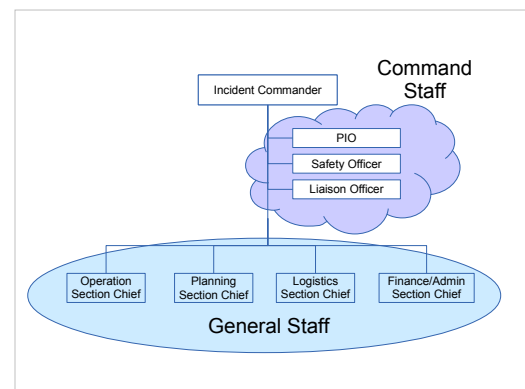 Command
Staff
Incident Commander
PIO
Safety Officer
Liaison Officer
Operation
Section Chief
Planning
Section Chief
Logistics
Section Chief
Finance/Admin
Section Chief
General Staff